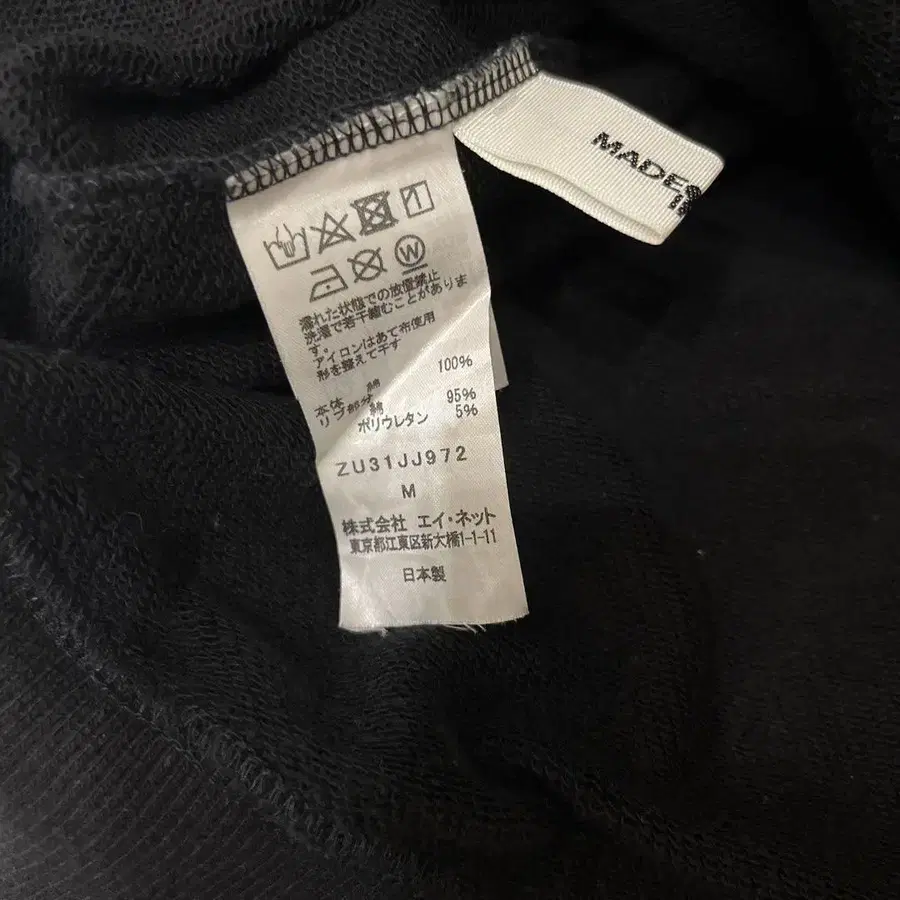 MADE&
W
濡れた状態での放置禁止
洗濯で若干縮むことがありま
す。
アイロンはあて布使用
形を整えて干す
本体 綿 100%
リブ部分 綿 95%
ポリウレタン 5%
ZU31JJ972
M
株式会社 エイ・ネット
東京都江東区新大橋1-1-11
日本製